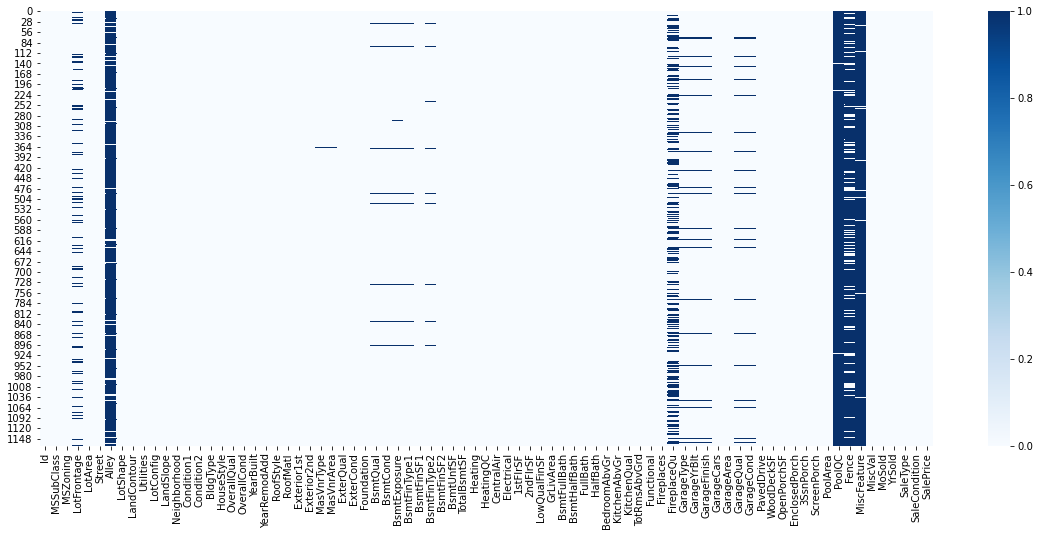 0
28
56
84
112
140
168
196
224
252
280
308
336
364
392
420
448
476
504
532
560
588
616
644
672
700
728
756
784
812
840
868
896
924
952
980
1008
1036
1064
1092
1120
1148
Id
MSSubClass
MSZoning
LotFrontage
LotArea
Street
Alley
LotShape
LandContour
Utilities
LotConfig
LandSlope
Neighborhood
Condition1
Condition2
BldgType
HouseStyle
OverallQual
OverallCond
YearBuilt
YearRemodAdd
RoofStyle
RoofMatl
Exterior1st
Exterior2nd
MasVnrType
MasVnrArea
ExterQual
ExterCond
Foundation
BsmtQual
BsmtCond
BsmtExposure
BsmtFinType1
BsmtFinSF1
BsmtFinType2
BsmtFinSF2
BsmtUnfSF
TotalBsmtSF
Heating
HeatingQC
CentralAir
Electrical
1stFlrSF
2ndFlrSF
LowQualFinSF
GrLivArea
BsmtFullBath
BsmtHalfBath
FullBath
HalfBath
BedroomAbvGr
KitchenAbvGr
KitchenQual
TotRmsAbvGrd
Functional
Fireplaces
FireplaceQu
GarageType
GarageYrBlt
GarageFinish
GarageCars
GarageArea
GarageQual
GarageCond
PavedDrive
WoodDeckSF
OpenPorchSF
EnclosedPorch
3SsnPorch
ScreenPorch
PoolArea
PoolQC
Fence
MiscFeature
MiscVal
MoSold
YrSold
SaleType
SaleCondition
SalePrice
1.0
0.8
0.6
0.4
0.2
0.0